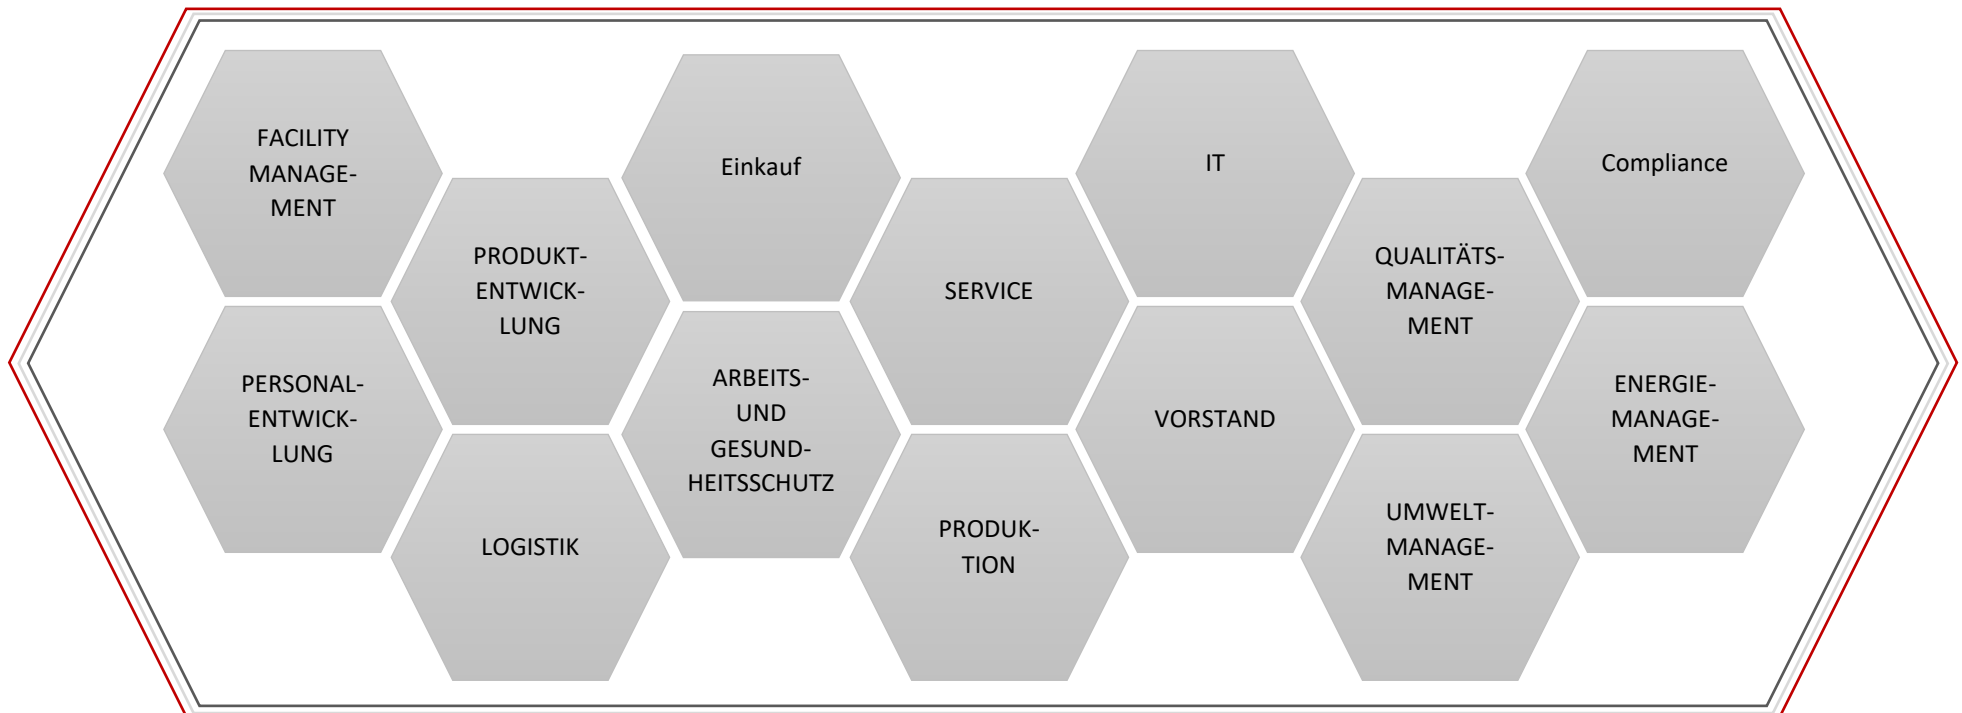 FACILITY
MANAGE-
MENT
Einkauf
IT
Compliance
PRODUKT-
ENTWICK-
LUNG
SERVICE
QUALITÄTS-
MANAGE-
MENT
PERSONAL-
ENTWICK-
LUNG
ARBEITS-
UND
GESUND-
HEITSSCHUTZ
VORSTAND
ENERGIE-
MANAGE-
MENT
LOGISTIK
PRODUK-
TION
UMWELT-
MANAGE-
MENT